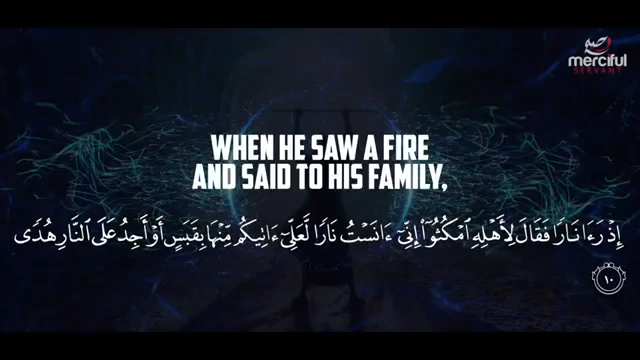 merciful
SERVANT
WHEN HE SAW A FIRE
AND SAID TO HIS FAMILY,
إِذْ رَءَا نَارًا فَقَالَ لِأَهْلِهِ ٱمْكُثُوٓا۟ إِنِّىٓ ءَانَسْتُ نَارًا لَّعَلِّىٓ ءَاتِيكُم مِّنْهَا بِقَبَسٍ أَوْ أَجِدُ عَلَى ٱلنَّارِ هُدًى
١٠